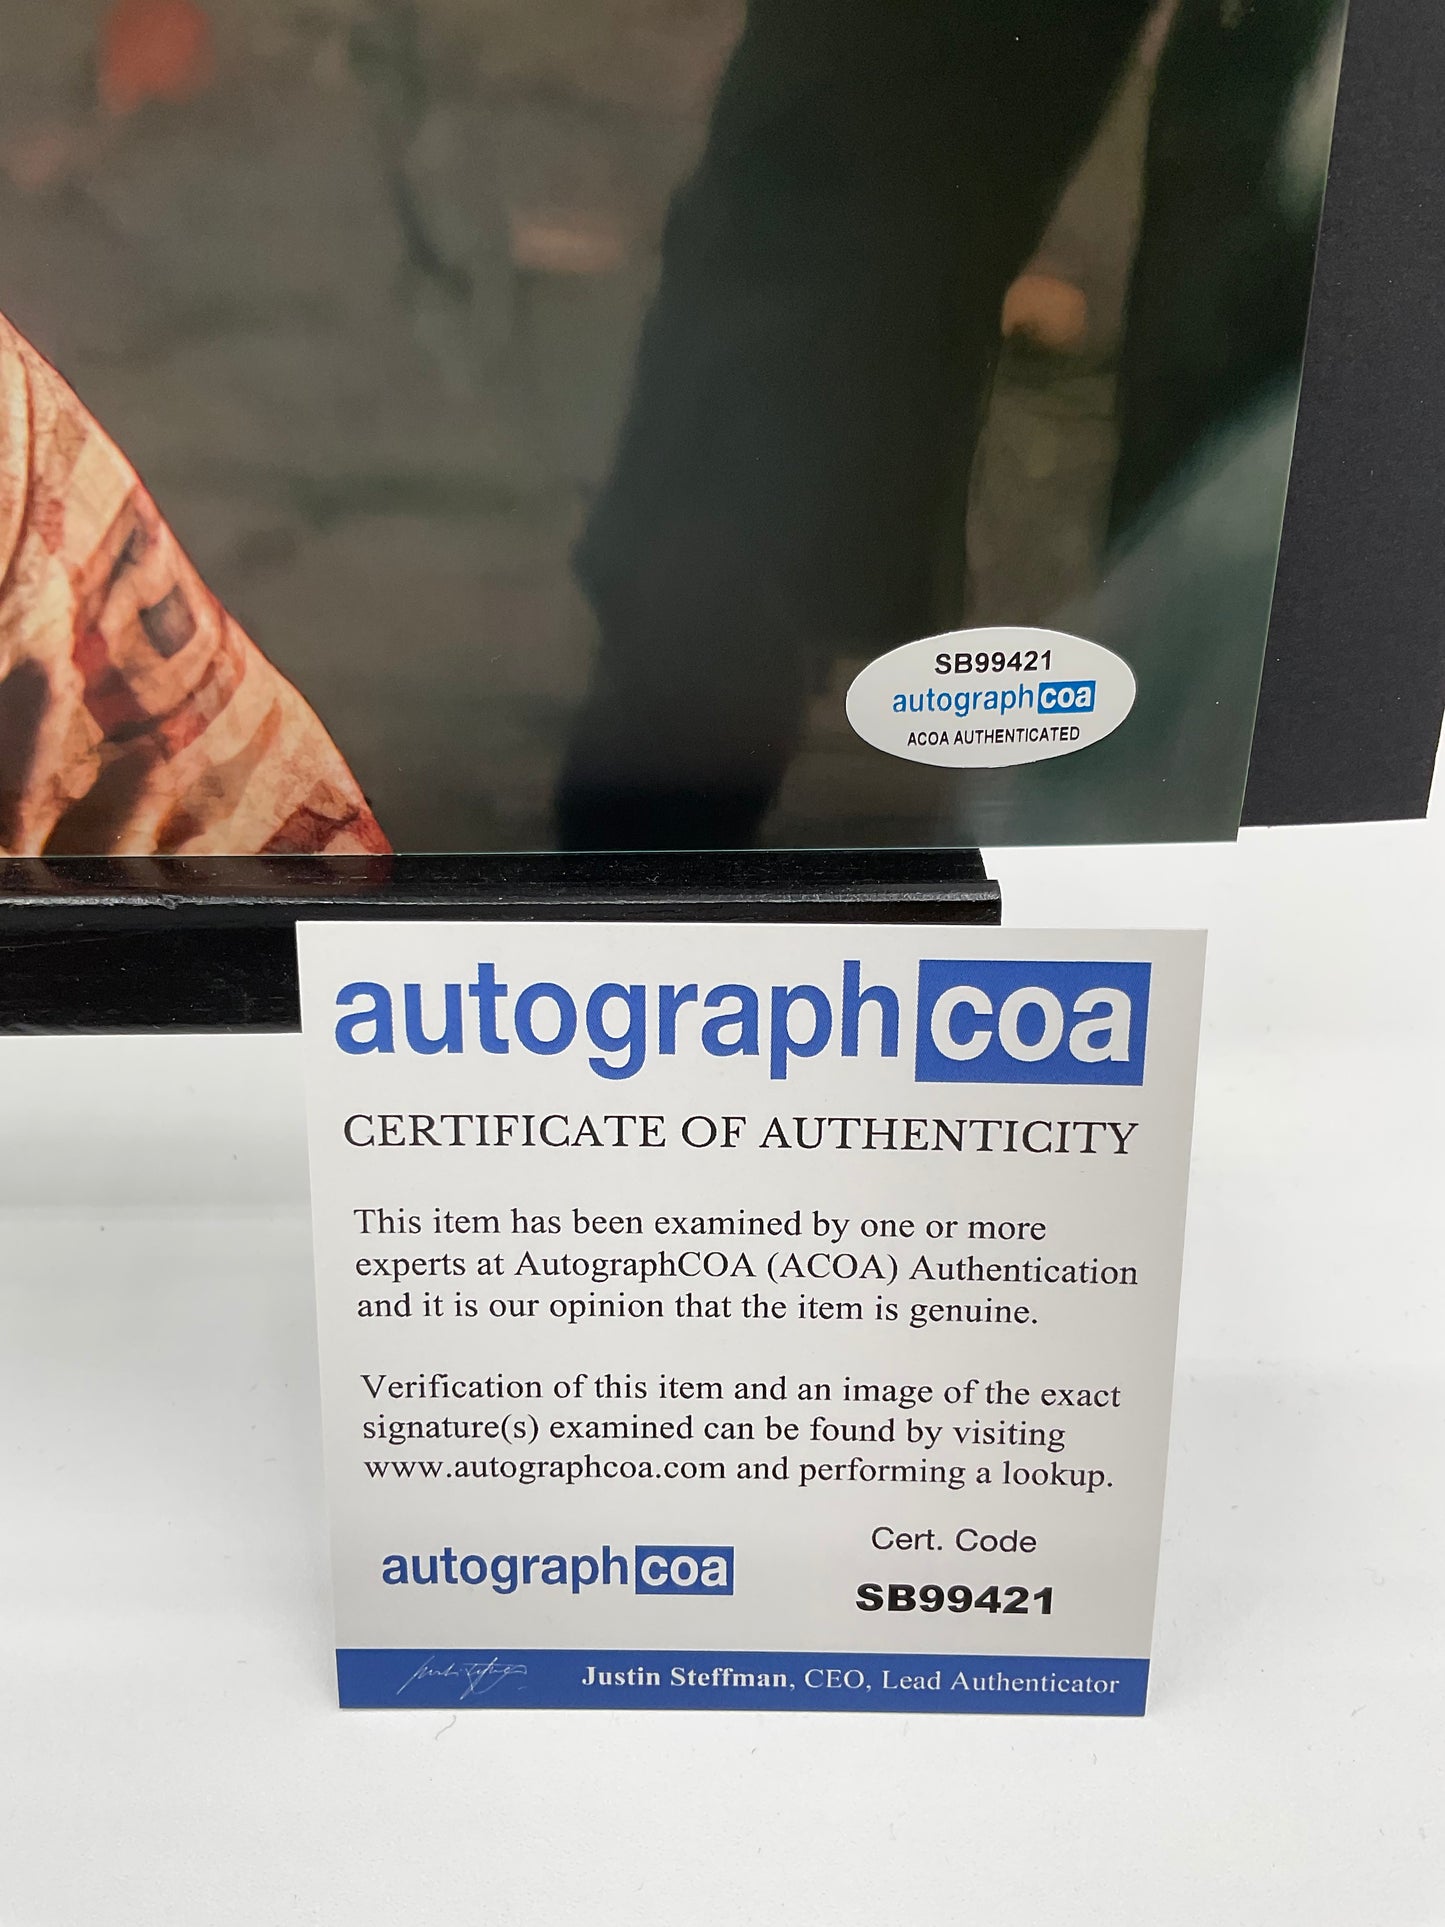 SB99421
autographcoa
ACOA AUTHENTICATED
autographcoa
CERTIFICATE OF AUTHENTICITY
This item has been examined by one or more
experts at AutographCOA (ACOA) Authentication
and it is our opinion that the item is genuine.
Verification of this item and an image of the exact
signature(s) examined can be found by visiting
www.autographcoa.com and performing a lookup.
Cert. Code
autographcoa
SB99421
Justin Steffman, CEO, Lead Authenticator